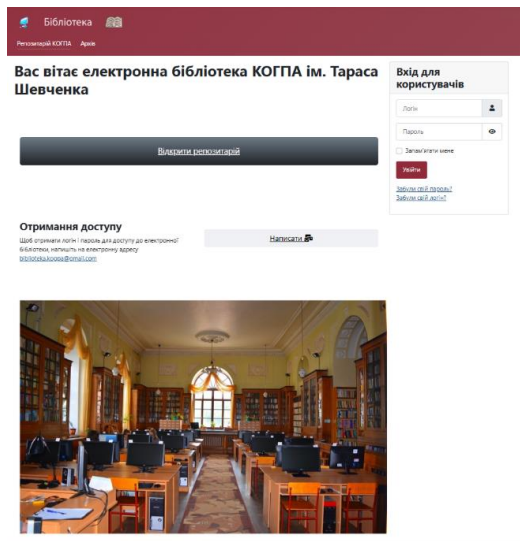 Бібліотека
Репозитарій КОГПА Архів
Вас вітає електронна бібліотека КОГПА ім. Тараса
Шевченка
Відкрити репозитарій
Отримання доступу
Щоб отримати логін і пароль для доступу до електронної
бібліотеки, напишіть на електронну адресу
biblioteka.kogpa@gmail.com
Написати
Вхід для
користувачів
Логін
Пароль
Запам'ятати мене
Увійти
Забули свій пароль?
Забули свій логін?